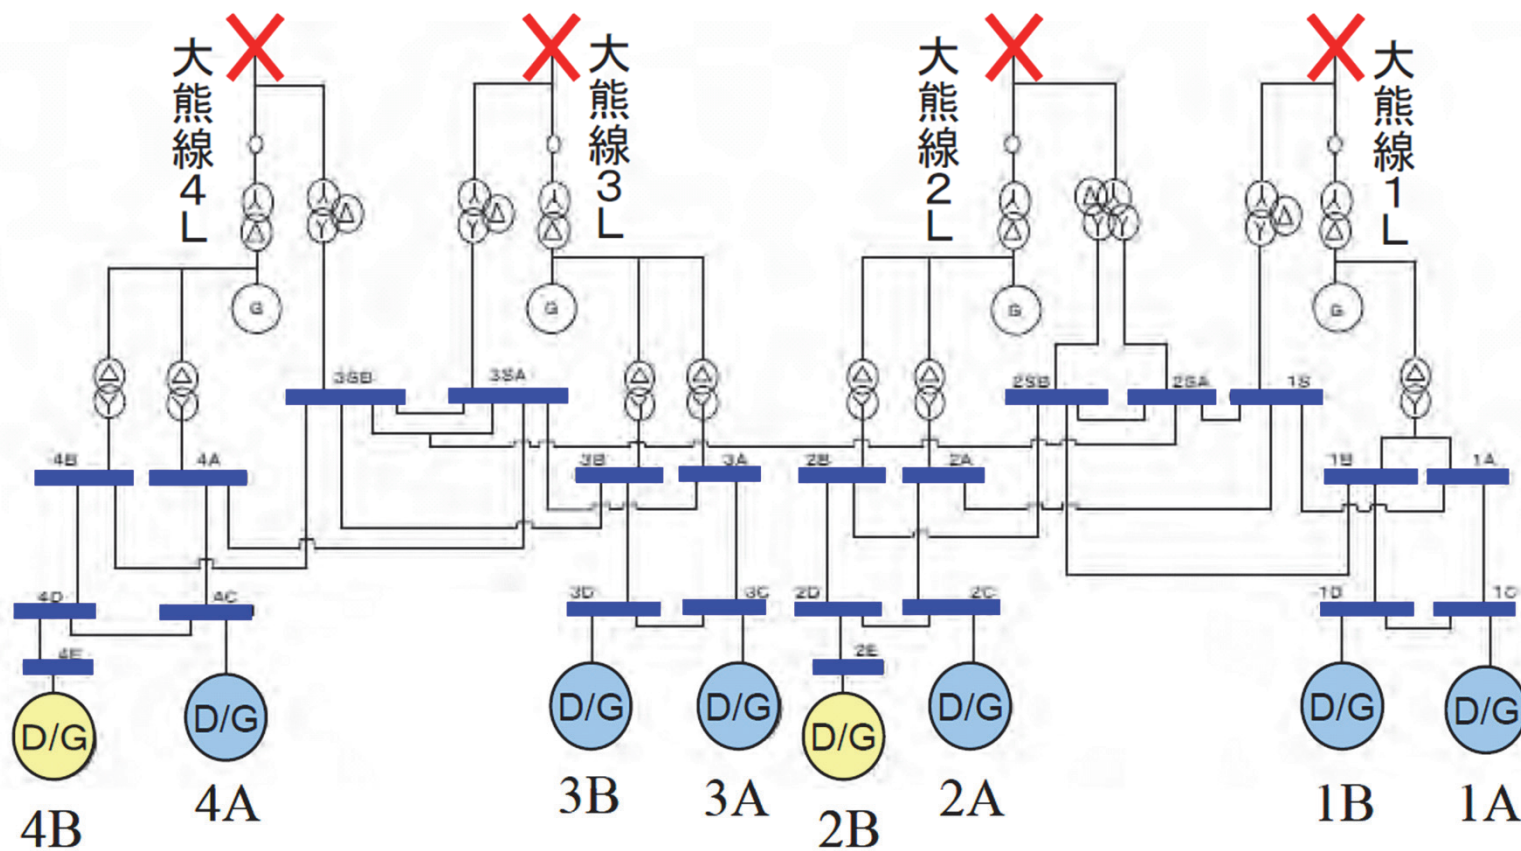 大熊線4L
大熊線3L
大熊線2L
大熊線1L
G
G
G
G
3SB
3SA
2SB
2SA
1S
4B
4A
3B
3A
2B
2A
1B
1A
4D
4C
3D
3C
2D
2C
1D
1C
4E
2E
D/G
D/G
D/G
D/G
D/G
D/G
D/G
D/G
4B
4A
3B
3A
2B
2A
1B
1A